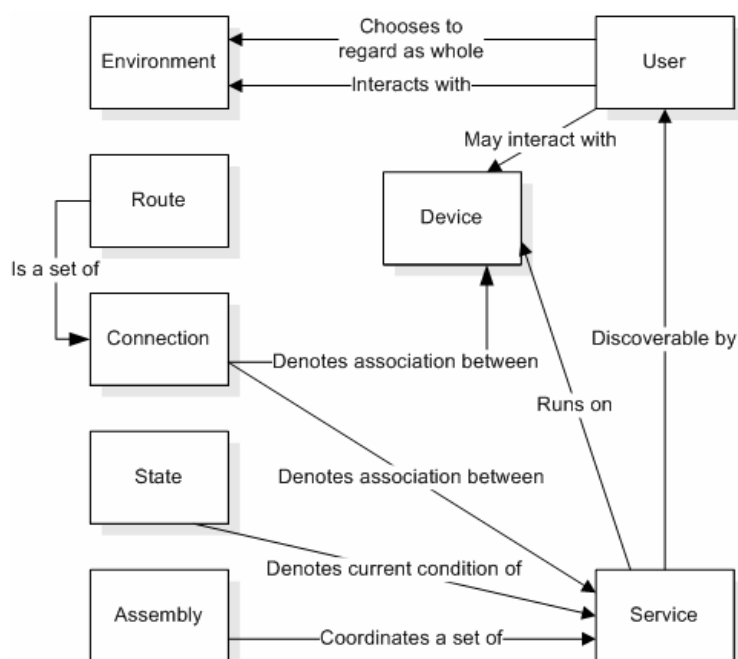 Chooses to
regard as whole
Environment
User
Interacts with
May interact with
Route
Device
Is a set of
Connection
Denotes association between
Discoverable by
Runs on
State
Denotes association between
Denotes current condition of
Assembly
Coordinates a set of
Service